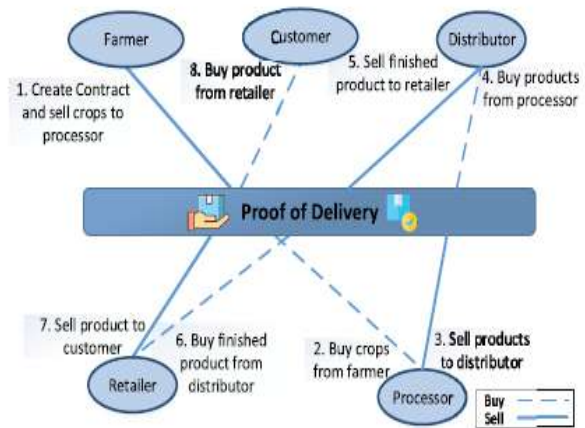 Farmer
Customer
Distributor
1. Create Contract
and sell crops to
processor
8. Buy product
from retailer
5. Sell finished
product to retailer
4. Buy products
from processor
Proof of Delivery
7. Sell product to
customer
6. Buy finished
product from
distributor
2. Buy crops
from farmer
3. Sell products
to distributor
Retailer
Processor
Buy
Sell